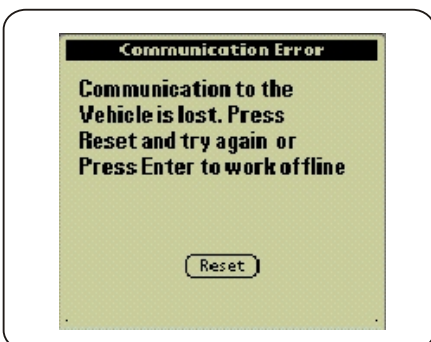 Communication Error
Communication to the
Vehicle is lost. Press
Reset and try again or
Press Enter to work offline
Reset